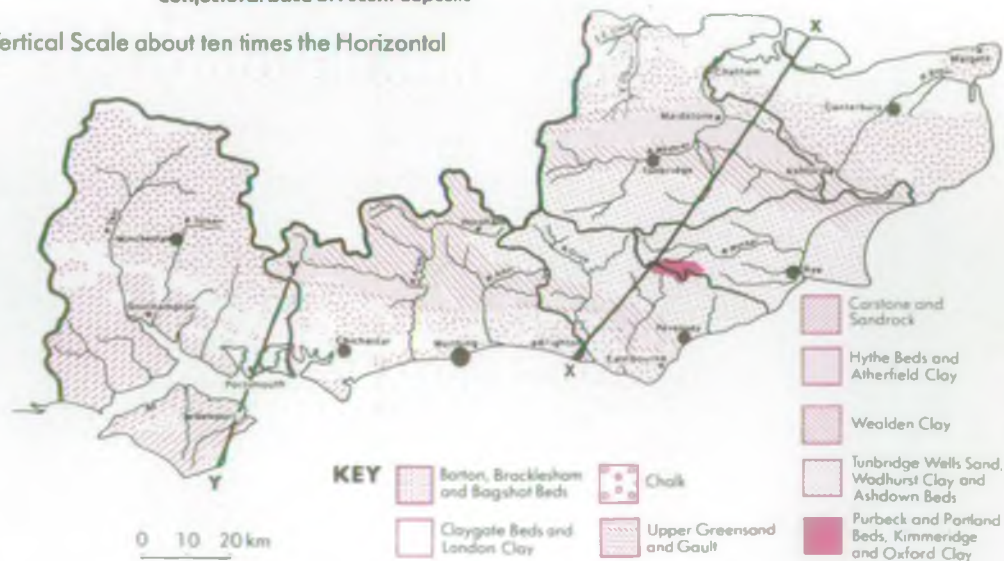 Vertical Scale about ten times the Horizontal
X
Margate
Chatham
Canterbury
Maidstone
Tonbridge
Ashford
Winchester
Rye
Southampton
Y
Chichester
Worthing
Brighton
Pevensey
Eastbourne
X
Portsmouth
Y
KEY
Barton, Bracklesham
and Bagshot Beds
Claygate Beds and
London Clay
Chalk
Upper Greensand
and Gault
Carstone and
Sandrock
Hythe Beds and
Atherfield Clay
Wealden Clay
Tunbridge Wells Sand,
Wadhurst Clay and
Ashdown Beds
Purbeck and Portland
Beds, Kimmeridge
and Oxford Clay
0 10 20 km